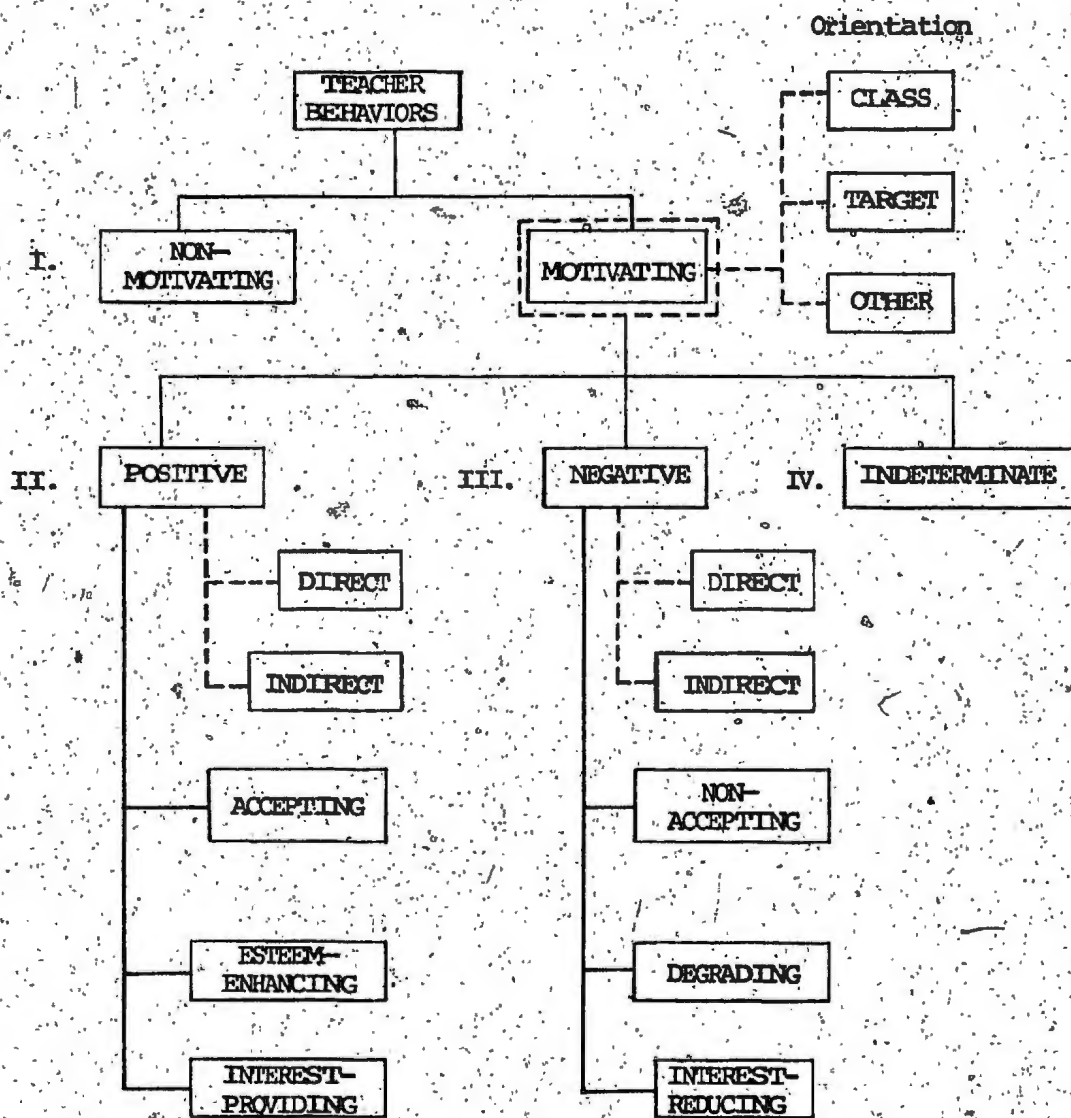 Orientation
TEACHER
BEHAVIORS
CLASS
TARGET
I.
NON-
MOTIVATING
MOTIVATING
OTHER
II.
POSITIVE
III.
NEGATIVE
IV.
INDETERMINATE
DIRECT
DIRECT
INDIRECT
INDIRECT
ACCEPTING
NON-
ACCEPTING
ESTEEM-
ENHANCING
DEGRADING
INTEREST-
PROVIDING
INTEREST-
REDUCING